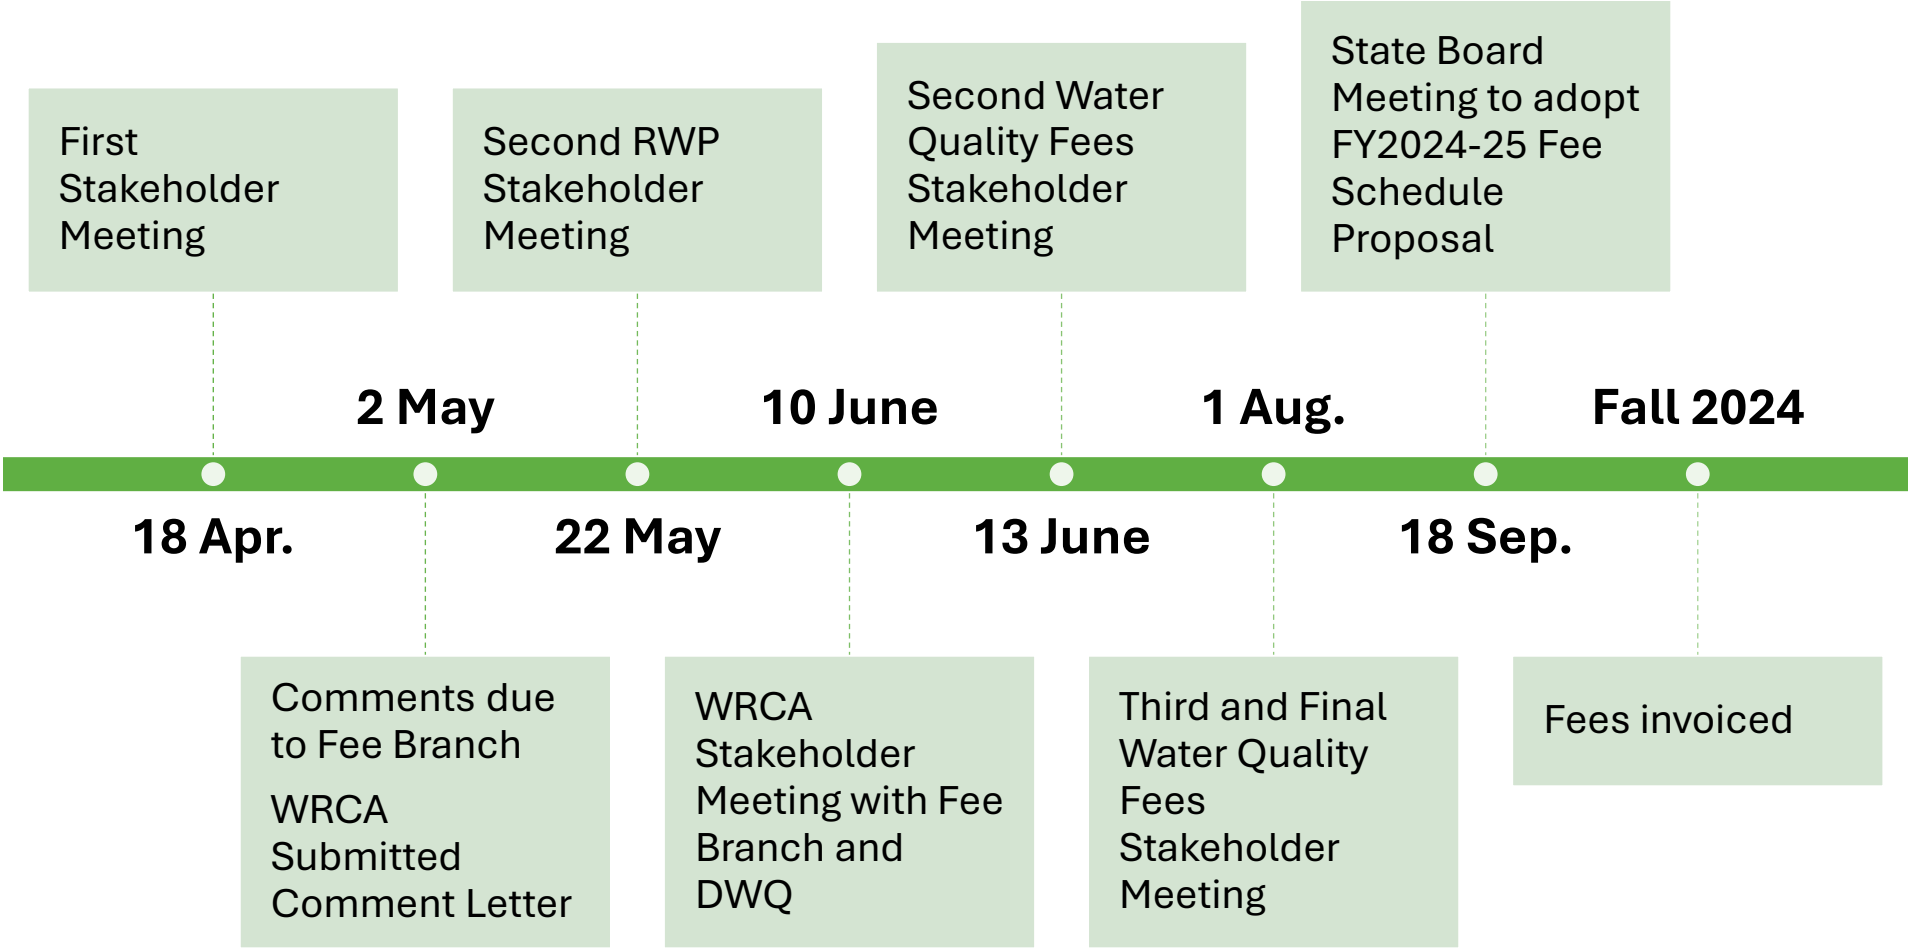 First
Stakeholder
Meeting
Second RWP
Stakeholder
Meeting
Second Water
Quality Fees
Stakeholder
Meeting
State Board
Meeting to adopt
FY2024-25 Fee
Schedule
Proposal
2 May
10 June
1 Aug.
Fall 2024
18 Apr.
22 May
13 June
18 Sep.
Comments due
to Fee Branch
WRCA
Submitted
Comment Letter
WRCA
Stakeholder
Meeting with Fee
Branch and
DWQ
Third and Final
Water Quality
Fees
Stakeholder
Meeting
Fees invoiced